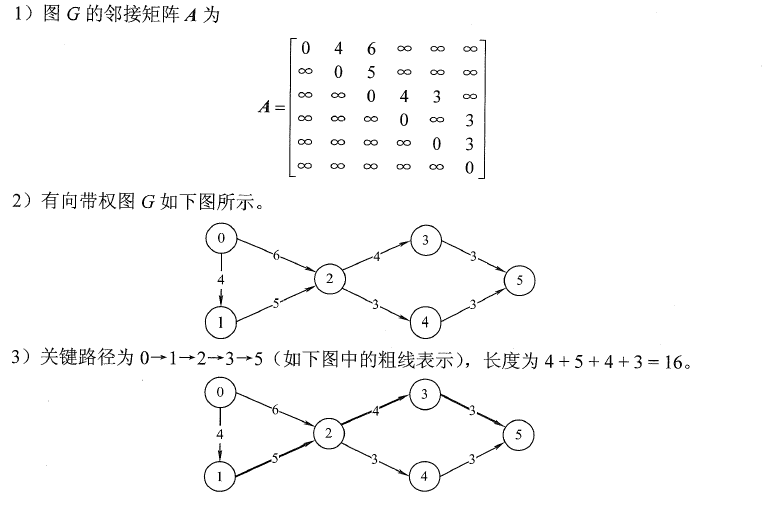 1）图 G 的邻接矩阵 A 为
0 4 6 ∞ ∞ ∞
∞ 0 5 ∞ ∞ ∞
A= ∞ ∞ 0 4 3 ∞
∞ ∞ ∞ 0 ∞ 3
∞ ∞ ∞ ∞ 0 3
∞ ∞ ∞ ∞ ∞ 0
2）有向带权图 G 如下图所示。
0 3
6 4 3
4 2 5
5 3 3
1 4
3）关键路径为 0→1→2→3→5（如下图中的粗线表示），长度为 4 + 5 + 4 + 3 = 16。
0 3
6 4 3
4 2 5
5 3 3
1 4